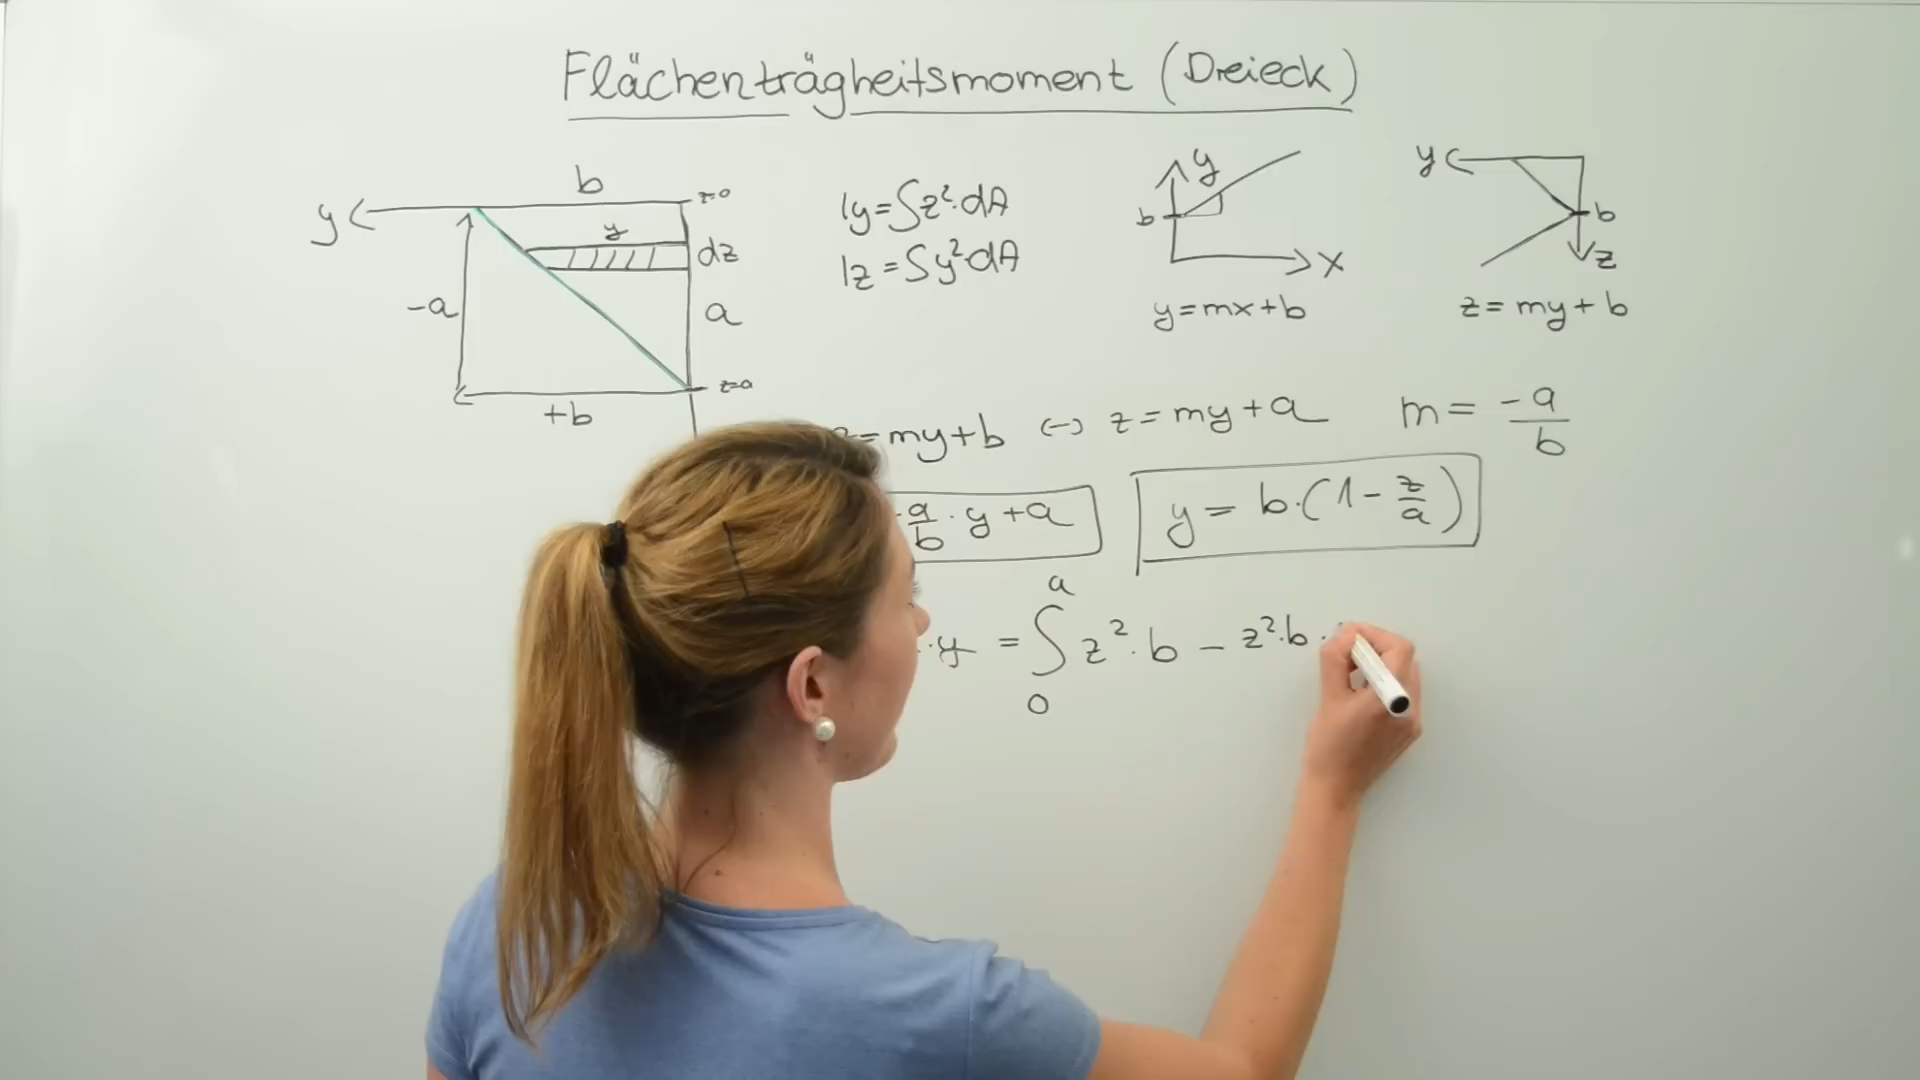 Flächenträgheitsmoment (Dreieck)
b
y
z=0
y
dz
-a
a
z=a
+b
Iy=∫z²·dA
Iz=∫y²·dA
y
b
x
y=mx+b
y
b
z
z=my+b
=my+b ↔ z=my+a m= -a/b
a/b · y+a
y = b·(1- z/a)
a
·y = ∫ z²·b - z²·b ·
0